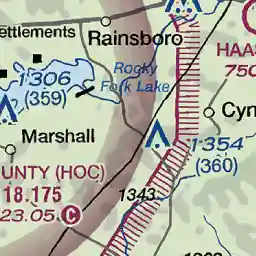 ettlements
Rainsboro
HAAS
750
1306
(359)
Rocky
Fork Lake
Cyn
Marshall
1354
(360)
OUNTY (HOC)
18.175
1343
23.05 C